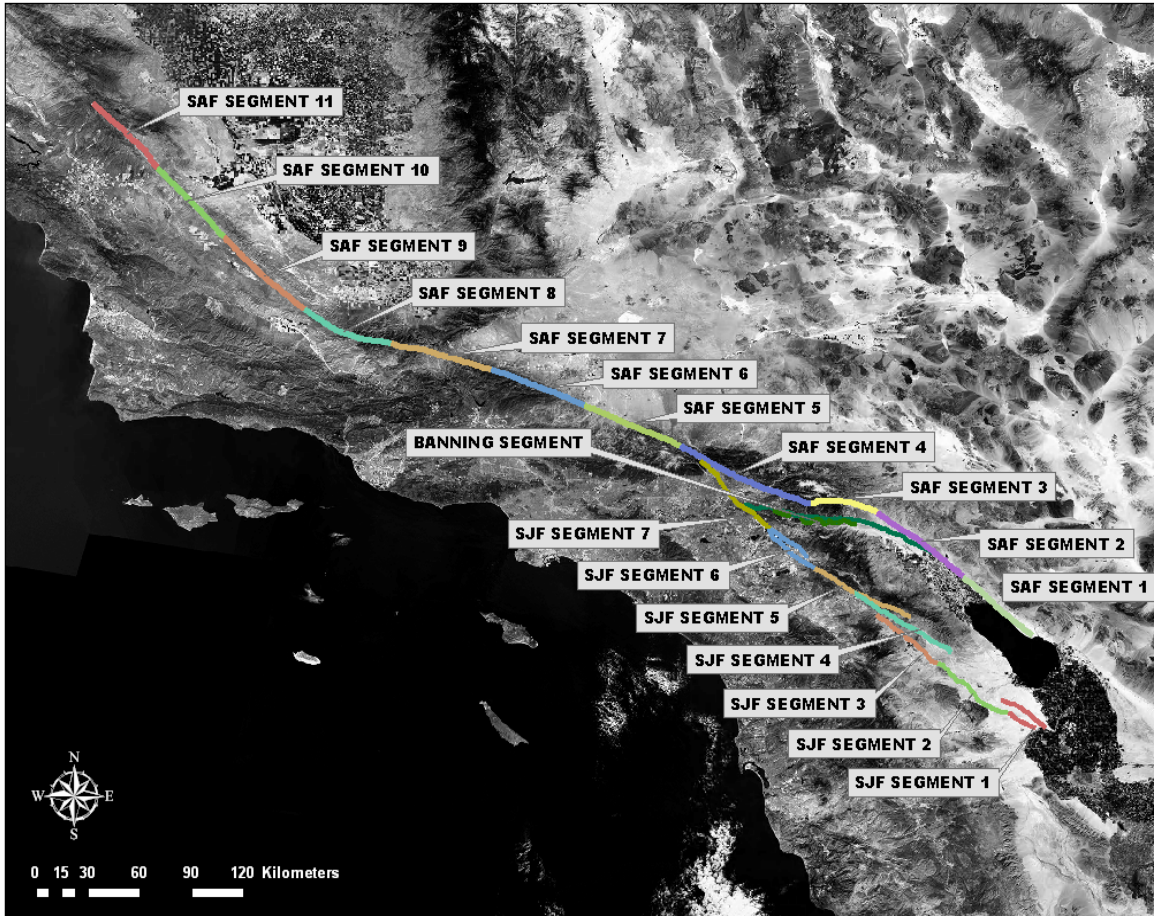 SAF SEGMENT 11
SAF SEGMENT 10
SAF SEGMENT 9
SAF SEGMENT 8
SAF SEGMENT 7
SAF SEGMENT 6
SAF SEGMENT 5
BANNING SEGMENT
SAF SEGMENT 4
SAF SEGMENT 3
SJF SEGMENT 7
SAF SEGMENT 2
SJF SEGMENT 6
SAF SEGMENT 1
SJF SEGMENT 5
SJF SEGMENT 4
SJF SEGMENT 3
SJF SEGMENT 2
SJF SEGMENT 1
N
W E
S
0 15 30 60 90 120 Kilometers